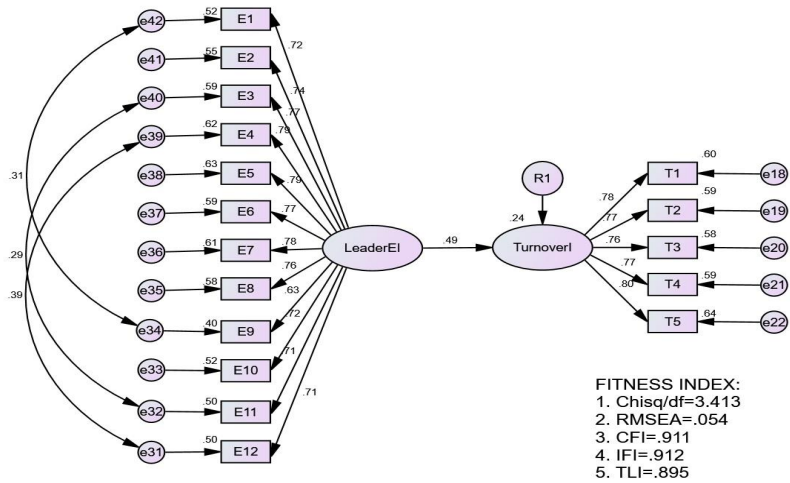 e42 .52 E1
e41 .55 E2
e40 .59 E3
e39 .62 E4
e38 .63 E5
e37 .59 E6
e36 .61 E7
e35 .58 E8
e34 .40 E9
e33 .52 E10
e32 .50 E11
e31 .50 E12
.31
.29
.39
.72
.74
.77
.79
.79
.77
.78
.76
.63
.72
.71
.71
LeaderEI
.49
R1
.24
TurnoverI
.78
.77
.76
.77
.80
T1 .60 e18
T2 .59 e19
T3 .58 e20
T4 .59 e21
T5 .64 e22
FITNESS INDEX:
1. Chisq/df=3.413
2. RMSEA=.054
3. CFI=.911
4. IFI=.912
5. TLI=.895